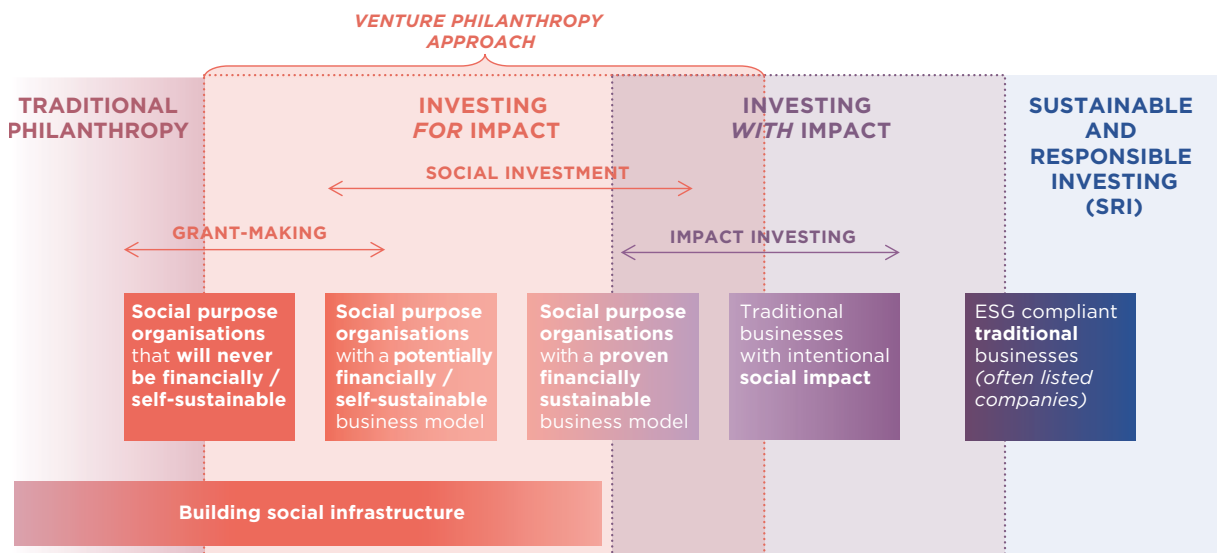 VENTURE PHILANTHROPY
APPROACH
TRADITIONAL
PHILANTHROPY
INVESTING
FOR IMPACT
INVESTING
WITH IMPACT
SUSTAINABLE
AND
RESPONSIBLE
INVESTING
(SRI)
SOCIAL INVESTMENT
GRANT-MAKING
IMPACT INVESTING
Social purpose
organisations
that will never
be financially /
self-sustainable
Social purpose
organisations
with a potentially
financially /
self-sustainable
business model
Social purpose
organisations
with a proven
financially
sustainable
business model
Traditional
businesses
with intentional
social impact
ESG compliant
traditional
businesses
(often listed
companies)
Building social infrastructure